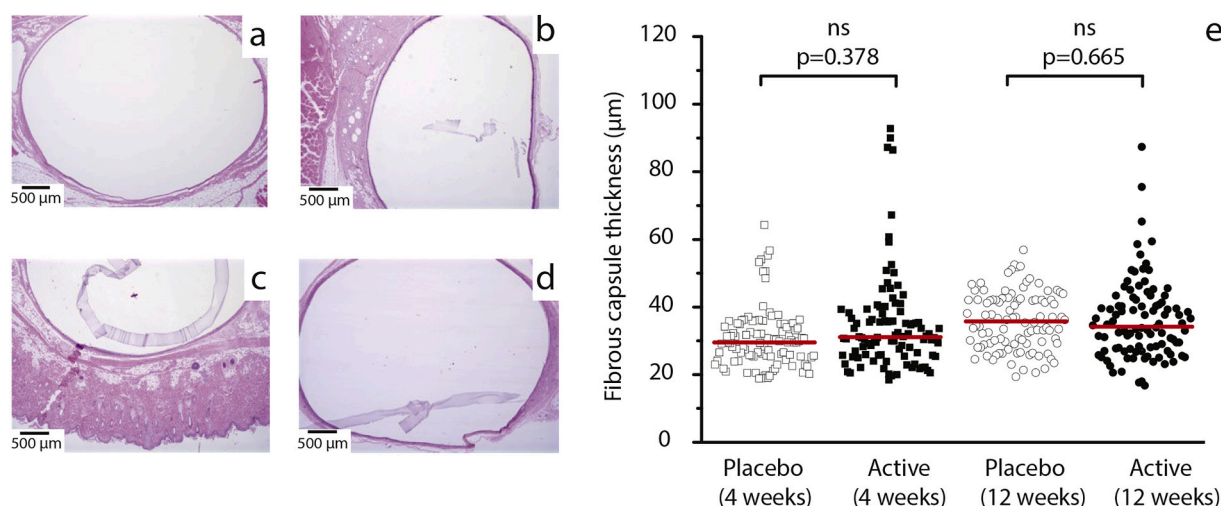 a
500 μm
b
500 μm
c
500 μm
d
500 μm
e
Fibrous capsule thickness (μm)
120
100
80
60
40
20
0
ns
p=0.378
ns
p=0.665
Placebo
(4 weeks)
Active
(4 weeks)
Placebo
(12 weeks)
Active
(12 weeks)